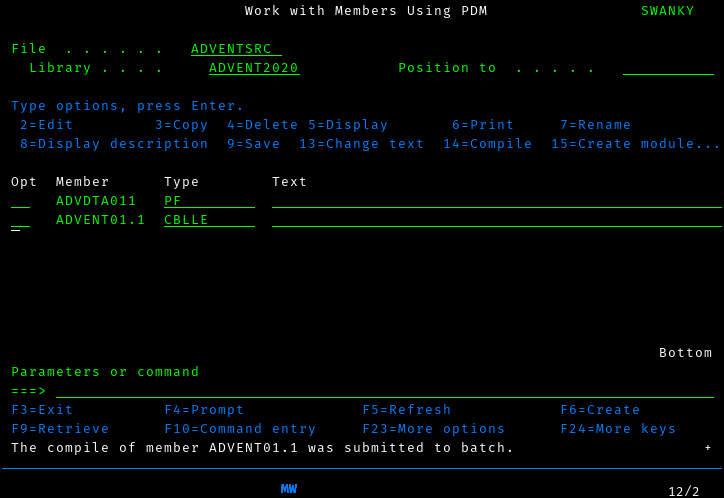 Work with Members Using PDM SWANKY
File . . . . . . ADVENTSRC
Library . . . . ADVENT2020 Position to . . . . .
Type options, press Enter.
2=Edit 3=Copy 4=Delete 5=Display 6=Print 7=Rename
8=Display description 9=Save 13=Change text 14=Compile 15=Create module...
Opt Member Type Text
ADVDTA011 PF
ADVENT01.1 CBLLE
Bottom
Parameters or command
===>
F3=Exit F4=Prompt F5=Refresh F6=Create
F9=Retrieve F10=Command entry F23=More options F24=More keys
The compile of member ADVENT01.1 was submitted to batch. +
MW 12/2